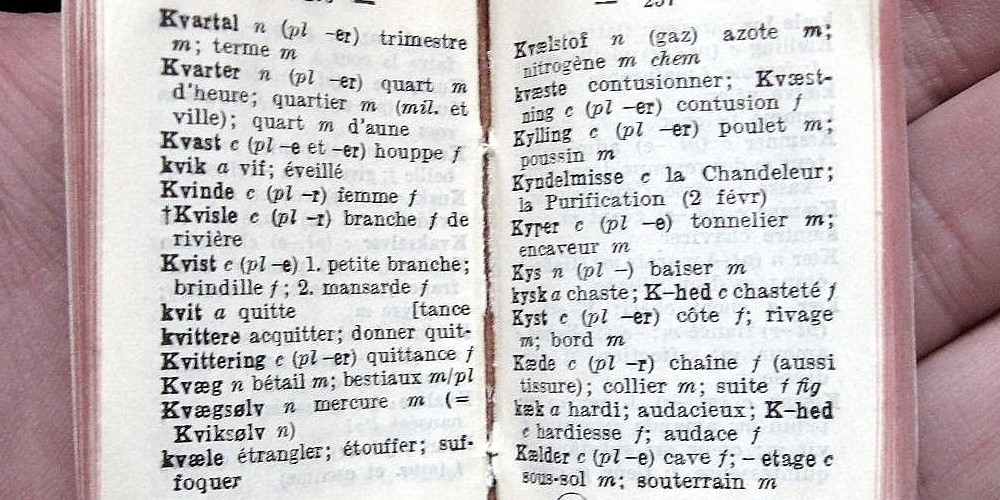 Kvartal n (pl -er) trimestre
m; terme m
Kvarter n (pl -er) quart m
d'heure; quartier m (mil. et
ville); quart m d'aune
Kvast c (pl -e et -er) houppe f
kvik a vif; éveillé
Kvinde c (pl -r) femme f
†Kvisle c (pl -r) branche f de
rivière
Kvist c (pl -e) 1. petite branche;
brindille f; 2. mansarde f
kvit a quitte [tance
kvittere acquitter; donner quit-
Kvittering c (pl -er) quittance f
Kvæg n bétail m; bestiaux m/pl
Kvægsølv n mercure m (=
Kviksølv n)
kvæle étrangler; étouffer; suf-
foquer
Kvælstof n (gaz) azote m;
nitrogène m chem
kvæste contusionner; Kvæst-
ning c (pl -er) contusion f
Kylling c (pl -er) poulet m;
poussin m
Kyndelmisse c la Chandeleur;
la Purification (2 févr)
Kyper c (pl -e) tonnelier m;
encaveur m
Kys n (pl -) baiser m
kysk a chaste; K-hed c chasteté f
Kyst c (pl -er) côte f; rivage
m; bord m
Kæde c (pl -r) chaîne f (aussi
tissure); collier m; suite f fig
kæk a hardi; audacieux; K-hed
c hardiesse f; audace f
Kælder c (pl -e) cave f; - etage c
sous-sol m; souterrain m